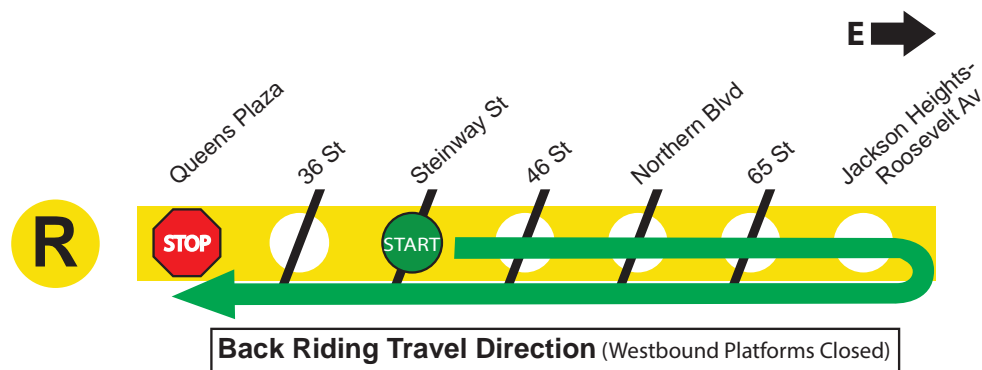 E
Queens Plaza
36 St
Steinway St
46 St
Northern Blvd
65 St
Jackson Heights-
Roosevelt Av
R
STOP
START
Back Riding Travel Direction (Westbound Platforms Closed)